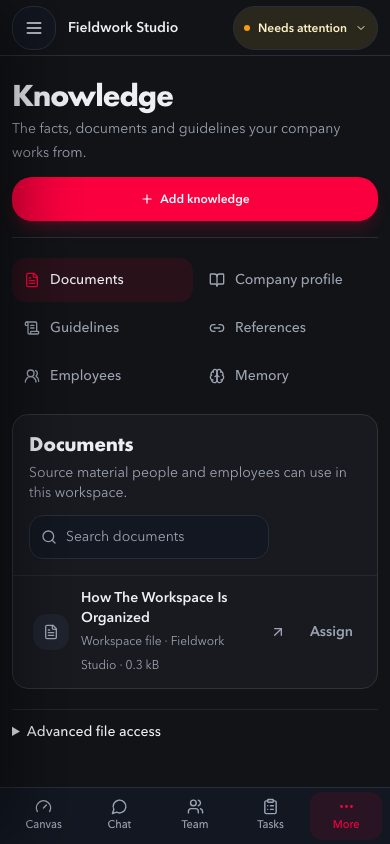 Fieldwork Studio
Needs attention
Knowledge
The facts, documents and guidelines your company
works from.
+ Add knowledge
Documents
Company profile
Guidelines
References
Employees
Memory
Documents
Source material people and employees can use in
this workspace.
Search documents
How The Workspace Is
Organized
Workspace file · Fieldwork
Studio · 0.3 kB
Assign
Advanced file access
Canvas
Chat
Team
Tasks
More